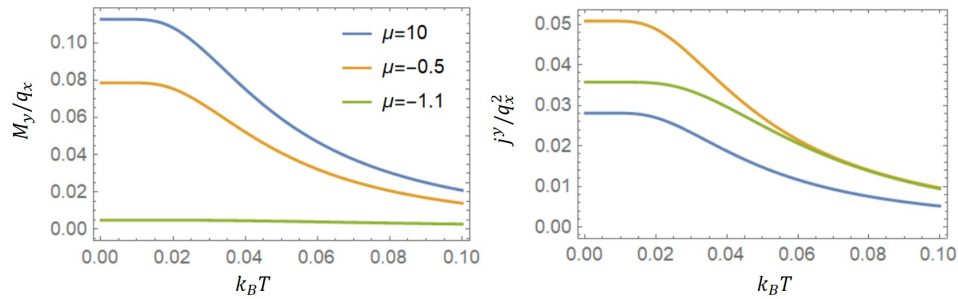 M_y/q_x
0.10
0.08
0.06
0.04
0.02
0.00
μ=10
μ=-0.5
μ=-1.1
0.00 0.02 0.04 0.06 0.08 0.10
k_BT
j^y/q_x^2
0.05
0.04
0.03
0.02
0.01
0.00
0.00 0.02 0.04 0.06 0.08 0.10
k_BT